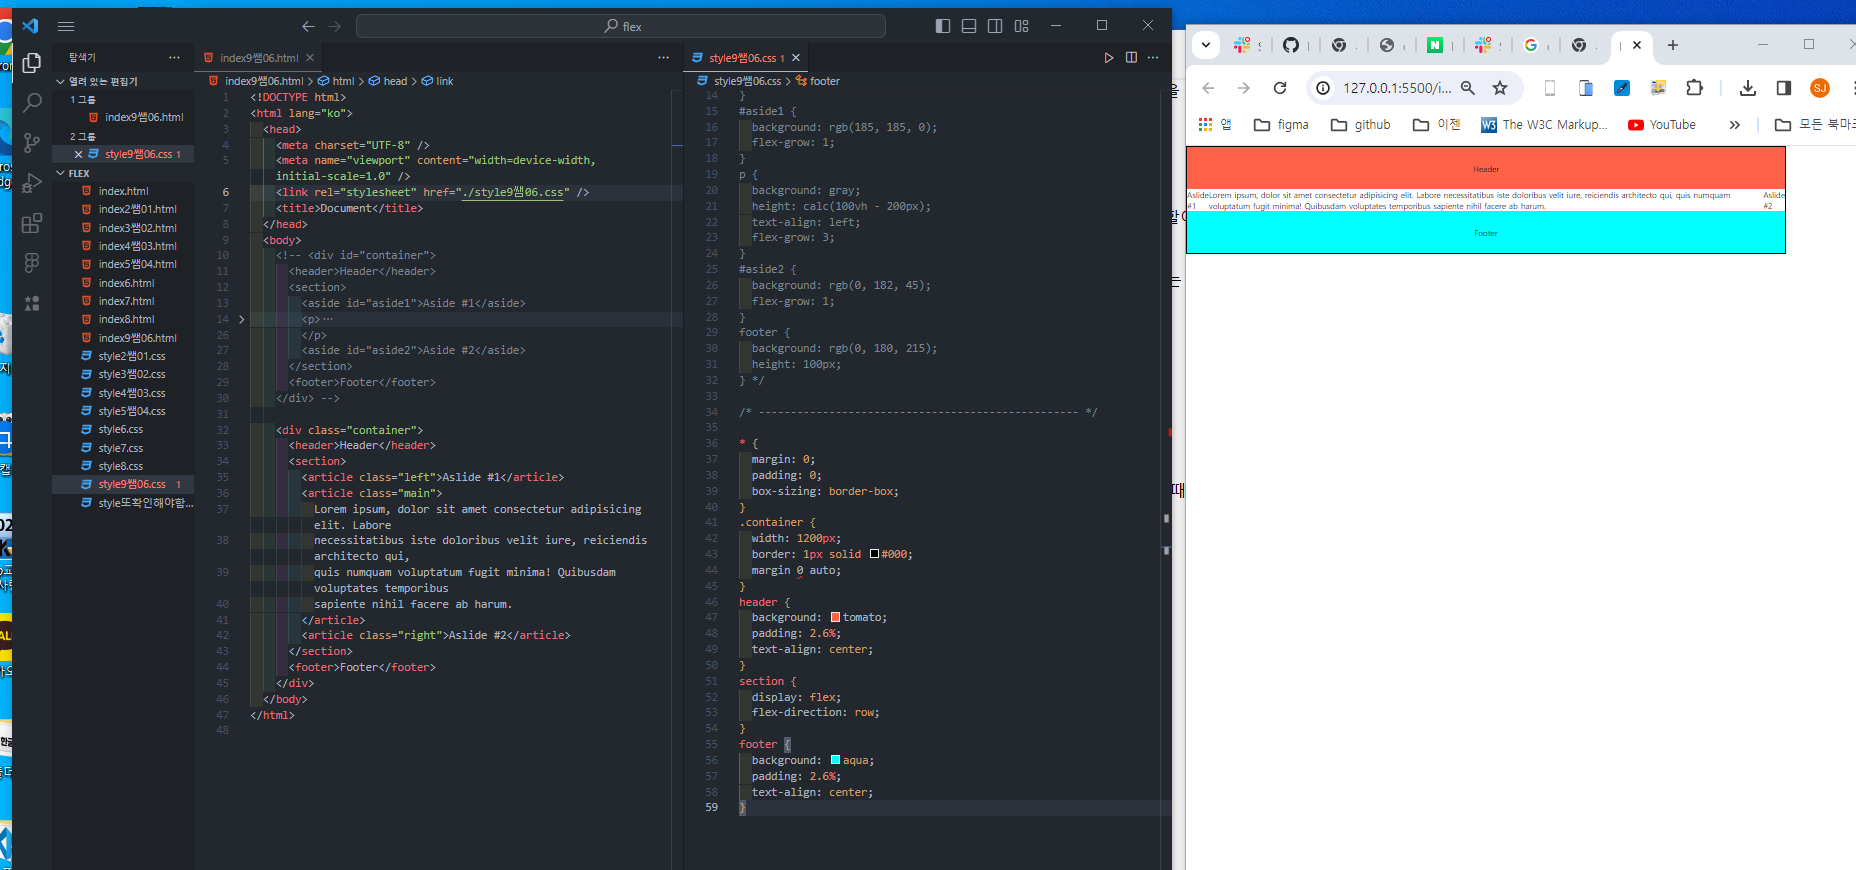 flex
탐색기
열려 있는 편집기
1 그룹
index9쌤06.html
2 그룹
style9쌤06.css 1
FLEX
index.html
index2쌤01.html
index3쌤02.html
index4쌤03.html
index5쌤04.html
index6.html
index7.html
index8.html
index9쌤06.html
style2쌤01.css
style3쌤02.css
style4쌤03.css
style5쌤04.css
style6.css
style7.css
style8.css
style9쌤06.css 1
style또확인해야함...
index9쌤06.html
index9쌤06.html > html > head > link
1 <!DOCTYPE html>
2 <html lang="ko">
3 <head>
4 <meta charset="UTF-8" />
5 <meta name="viewport" content="width=device-width,
initial-scale=1.0" />
6 <link rel="stylesheet" href="./style9쌤06.css" />
7 <title>Document</title>
8 </head>
9 <body>
10 <!-- <div id="container">
11 <header>Header</header>
12 <section>
13 <aside id="aside1">Aside #1</aside>
14 <p>…
26 </p>
27 <aside id="aside2">Aside #2</aside>
28 </section>
29 <footer>Footer</footer>
30 </div> -->
31
32 <div class="container">
33 <header>Header</header>
34 <section>
35 <article class="left">Aslide #1</article>
36 <article class="main">
37 Lorem ipsum, dolor sit amet consectetur adipisicing
elit. Labore
38 necessitatibus iste doloribus velit iure, reiciendis
architecto qui,
39 quis numquam voluptatum fugit minima! Quibusdam
voluptates temporibus
40 sapiente nihil facere ab harum.
41 </article>
42 <article class="right">Aslide #2</article>
43 </section>
44 <footer>Footer</footer>
45 </div>
46 </body>
47 </html>
48
style9쌤06.css 1
style9쌤06.css > footer
14 }
15 #aside1 {
16 background: rgb(185, 185, 0);
17 flex-grow: 1;
18 }
19 p {
20 background: gray;
21 height: calc(100vh - 200px);
22 text-align: left;
23 flex-grow: 3;
24 }
25 #aside2 {
26 background: rgb(0, 182, 45);
27 flex-grow: 1;
28 }
29 footer {
30 background: rgb(0, 180, 215);
31 height: 100px;
32 } */
33
34 /* -------------------------------------------------- */
35
36 * {
37 margin: 0;
38 padding: 0;
39 box-sizing: border-box;
40 }
41 .container {
42 width: 1200px;
43 border: 1px solid #000;
44 margin 0 auto;
45 }
46 header {
47 background: tomato;
48 padding: 2.6%;
49 text-align: center;
50 }
51 section {
52 display: flex;
53 flex-direction: row;
54 }
55 footer {
56 background: aqua;
57 padding: 2.6%;
58 text-align: center;
59 }
127.0.0.1:5500/i...
SJ
앱
figma
github
이젠
The W3C Markup...
YouTube
모든 북마크
Header
Aslide #1
Lorem ipsum, dolor sit amet consectetur adipisicing elit. Labore necessitatibus iste doloribus velit iure, reiciendis architecto qui, quis numquam
voluptatum fugit minima! Quibusdam voluptates temporibus sapiente nihil facere ab harum.
Aslide #2
Footer